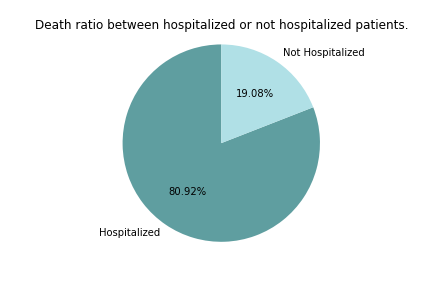 Death ratio between hospitalized or not hospitalized patients.
Not Hospitalized
19.08%
80.92%
Hospitalized